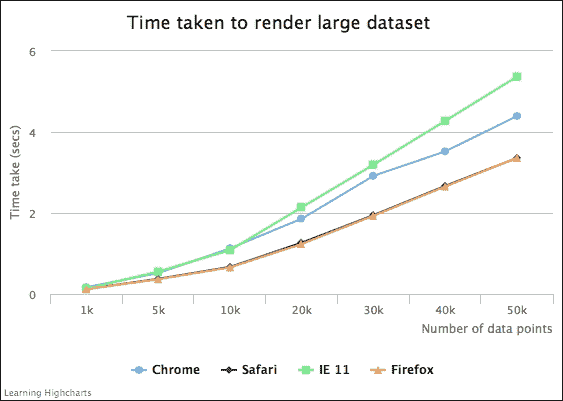 Time taken to render large dataset
6
4
2
0
Time take (secs)
1k 5k 10k 20k 30k 40k 50k
Number of data points
Chrome Safari IE 11 Firefox
Learning Highcharts